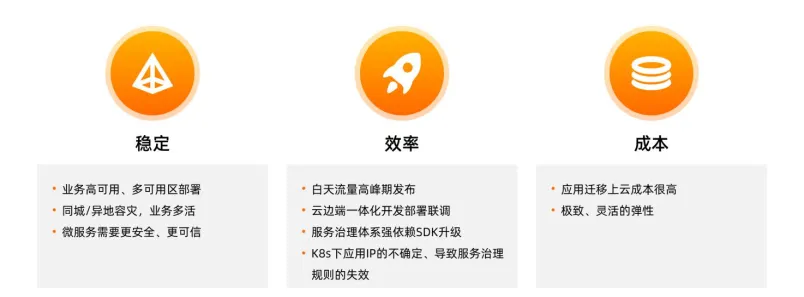 稳定
业务高可用、多可用区部署
同城/异地容灾，业务多活
微服务需要更安全、更可信
效率
白天流量高峰期发布
云边端一体化开发部署联调
服务治理体系强依赖SDK升级
K8s下应用IP的不确定、导致服务治理
规则的失效
成本
应用迁移上云成本很高
极致、灵活的弹性